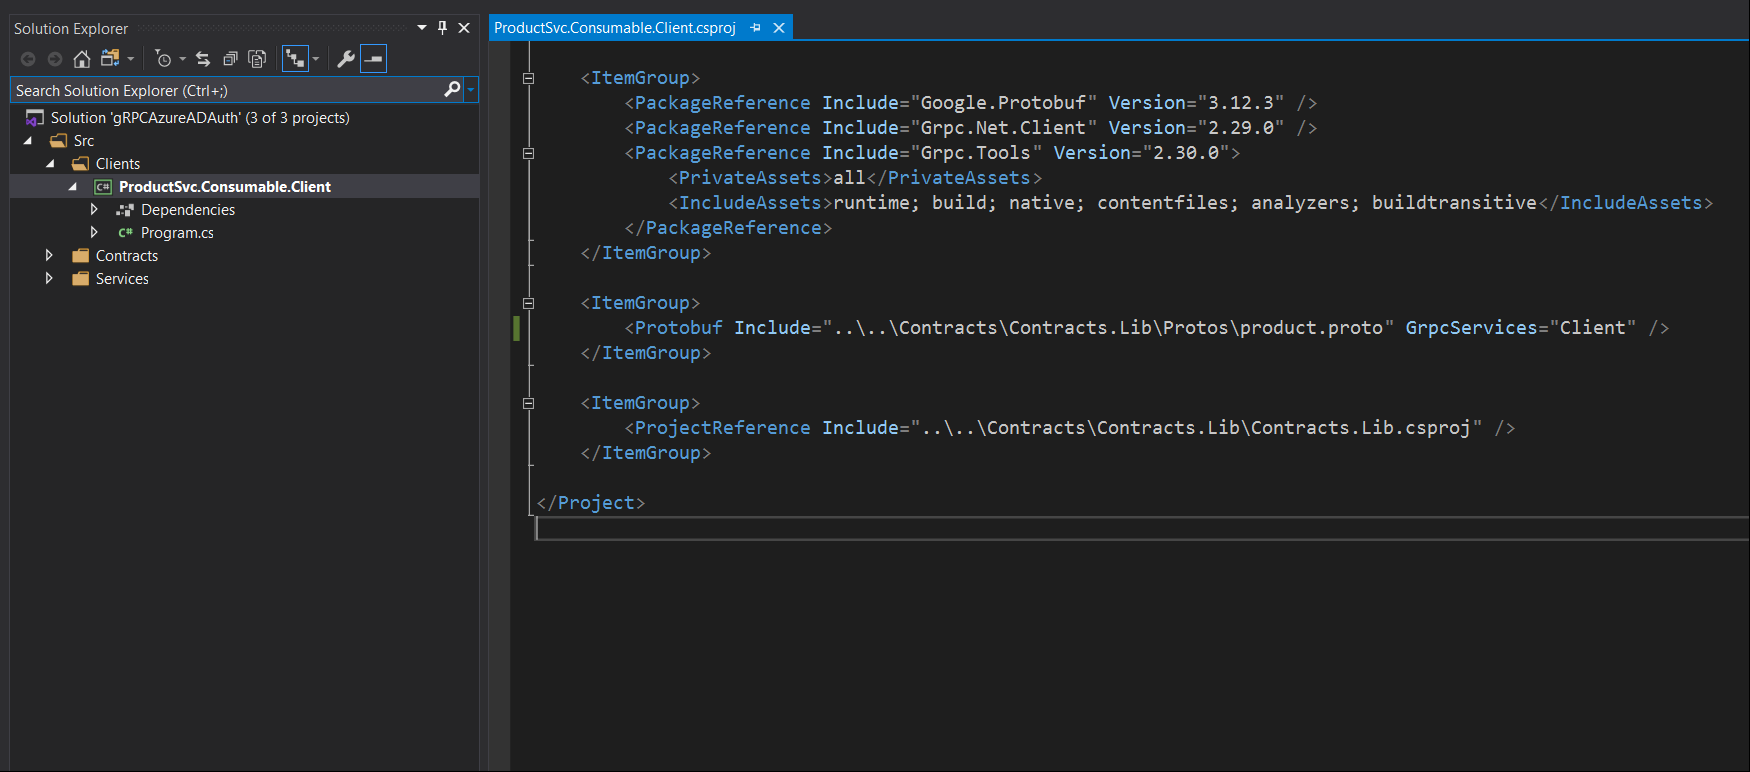 Solution Explorer
Search Solution Explorer (Ctrl+;)
Solution 'gRPCAzureADAuth' (3 of 3 projects)
Src
Clients
C# ProductSvc.Consumable.Client
Dependencies
C# Program.cs
Contracts
Services
ProductSvc.Consumable.Client.csproj
<ItemGroup>
<PackageReference Include="Google.Protobuf" Version="3.12.3" />
<PackageReference Include="Grpc.Net.Client" Version="2.29.0" />
<PackageReference Include="Grpc.Tools" Version="2.30.0">
<PrivateAssets>all</PrivateAssets>
<IncludeAssets>runtime; build; native; contentfiles; analyzers; buildtransitive</IncludeAssets>
</PackageReference>
</ItemGroup>
<ItemGroup>
<Protobuf Include="..\..\Contracts\Contracts.Lib\Protos\product.proto" GrpcServices="Client" />
</ItemGroup>
<ItemGroup>
<ProjectReference Include="..\..\Contracts\Contracts.Lib\Contracts.Lib.csproj" />
</ItemGroup>
</Project>